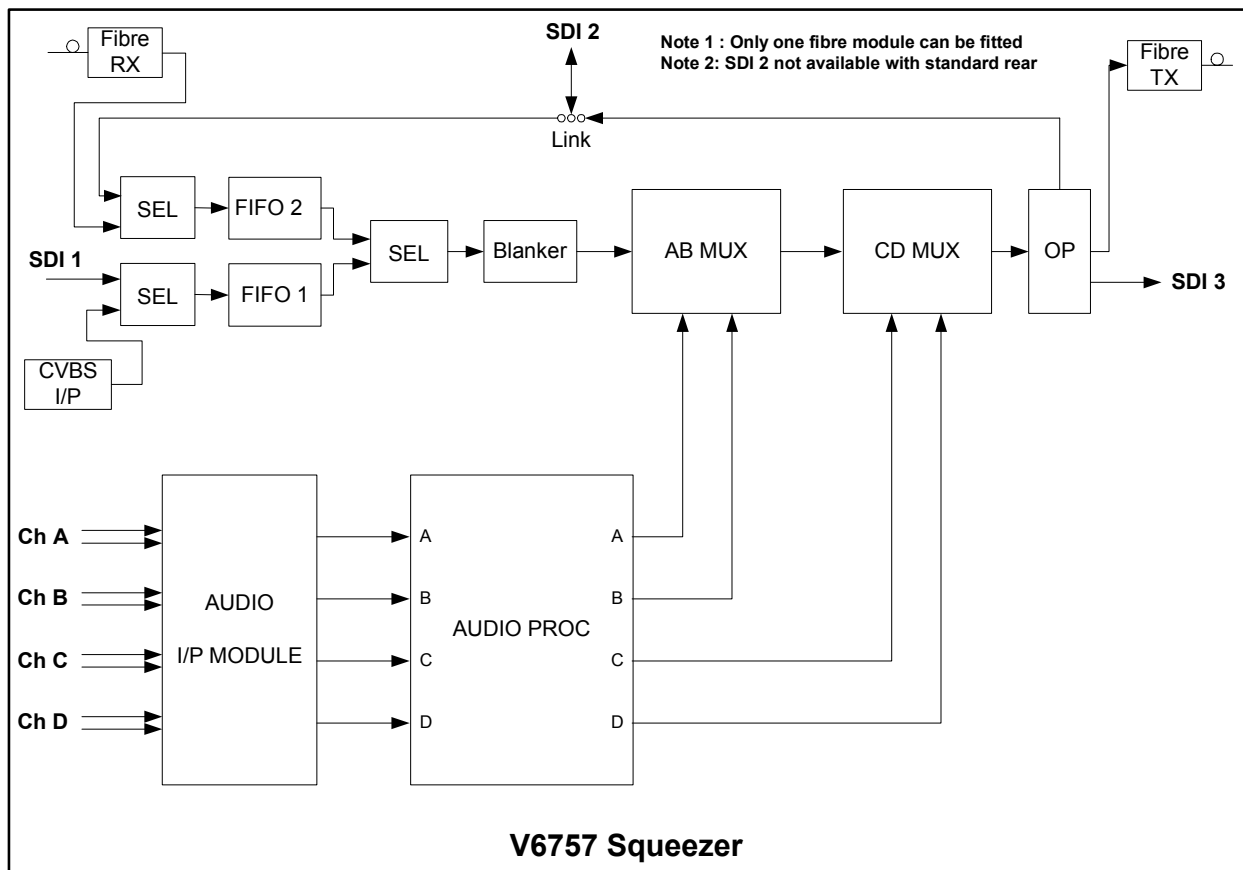 Fibre
RX
SDI 2
Note 1 : Only one fibre module can be fitted
Note 2: SDI 2 not available with standard rear
Fibre
TX
Link
SEL
FIFO 2
SDI 1
SEL
FIFO 1
SEL
Blanker
AB MUX
CD MUX
OP
SDI 3
CVBS
I/P
Ch A
Ch B
Ch C
Ch D
AUDIO
I/P MODULE
A
B
C
D
AUDIO PROC
A
B
C
D
V6757 Squeezer